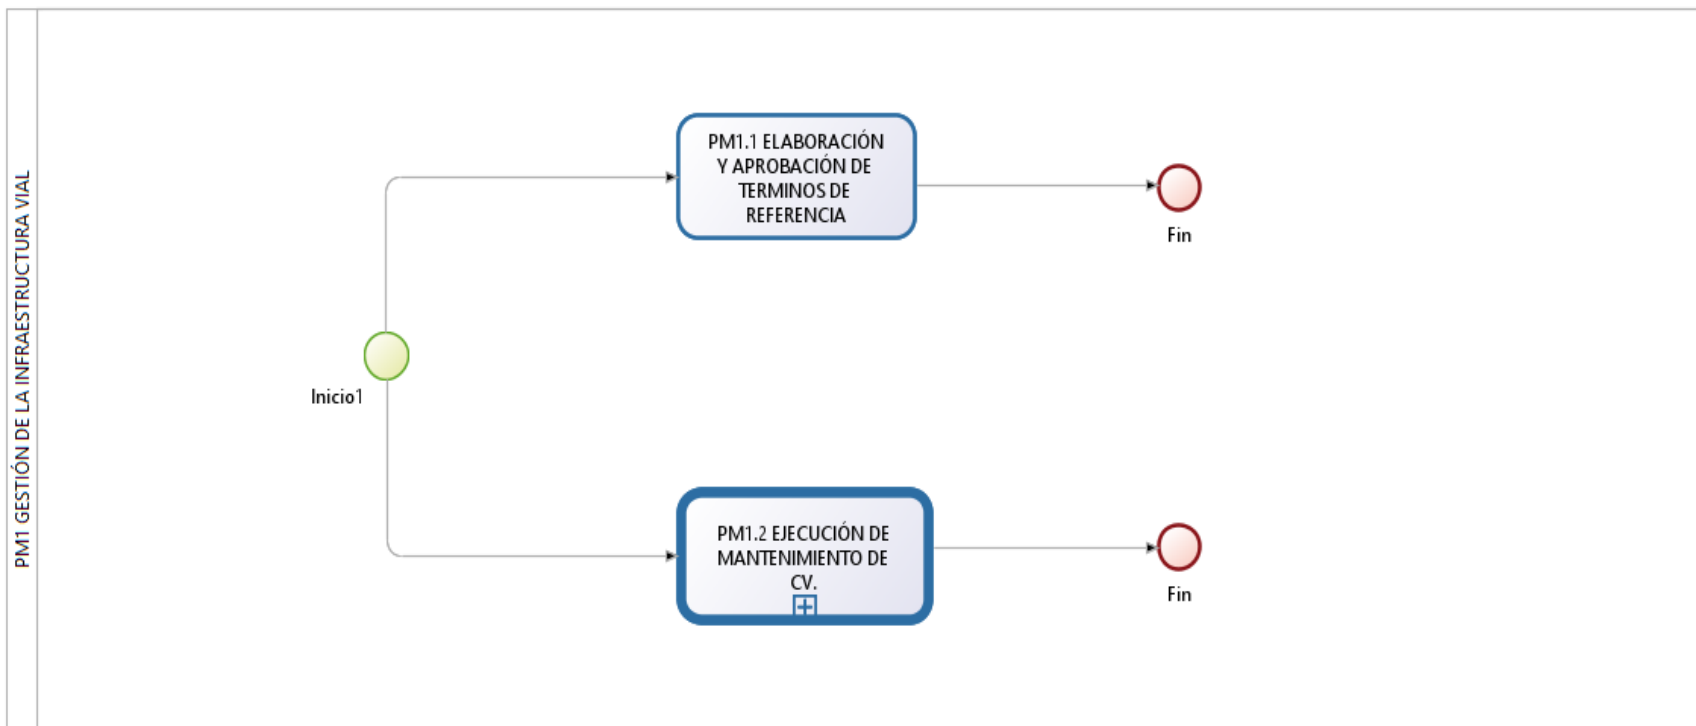 PM1 GESTIÓN DE LA INFRAESTRUCTURA VIAL
PM1.1 ELABORACIÓN
Y APROBACIÓN DE
TERMINOS DE
REFERENCIA
Fin
Inicio1
PM1.2 EJECUCIÓN DE
MANTENIMIENTO DE
CV.
Fin